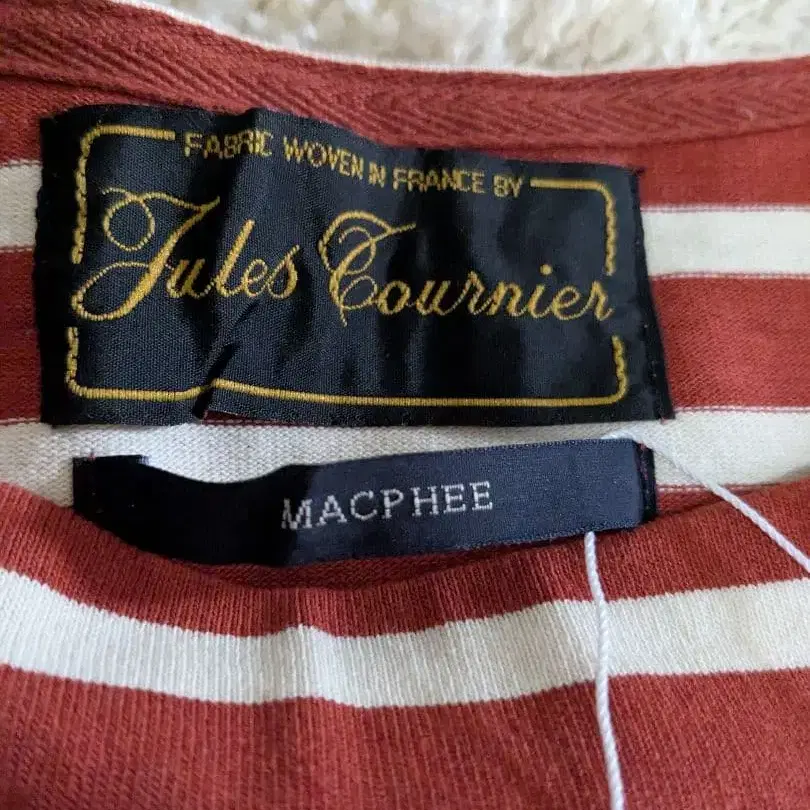 FABRIC WOVEN IN FRANCE BY
Jules Tournier
MACPHEE